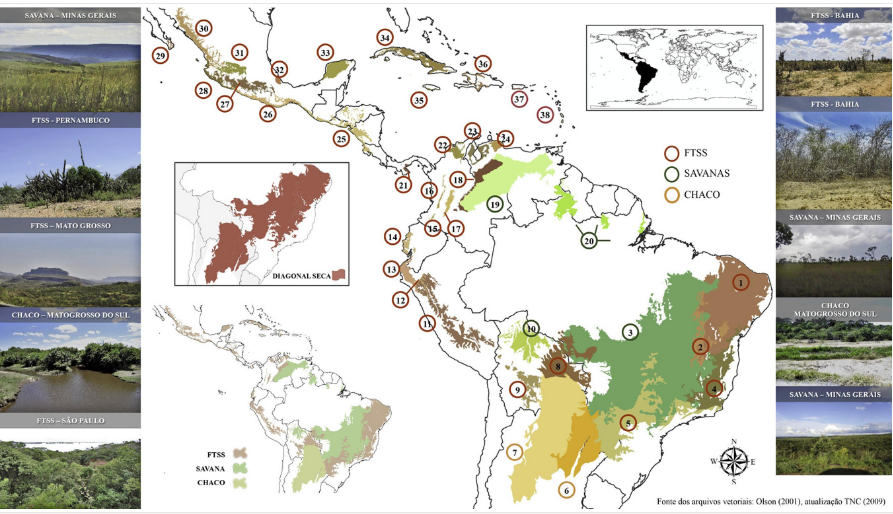 SAVANA – MINAS GERAIS
FTSS - PERNAMBUCO
FTSS – MATO GROSSO
CHACO – MATOGROSSO DO SUL
FTSS – SÃO PAULO
30
29
31
32
33
34
36
28
27
26
35
37
38
25
22
23
24
21
16
18
19
15
17
20
14
13
12
11
10
9
8
7
6
5
4
3
2
1
DIAGONAL SECA
FTSS
SAVANA
CHACO
FTSS
SAVANAS
CHACO
N
W
E
S
Fonte dos arquivos vetoriais: Olson (2001), atualização TNC (2009)
FTSS - BAHIA
FTSS - BAHIA
SAVANA – MINAS GERAIS
CHACO
MATOGROSSO DO SUL
SAVANA – MINAS GERAIS